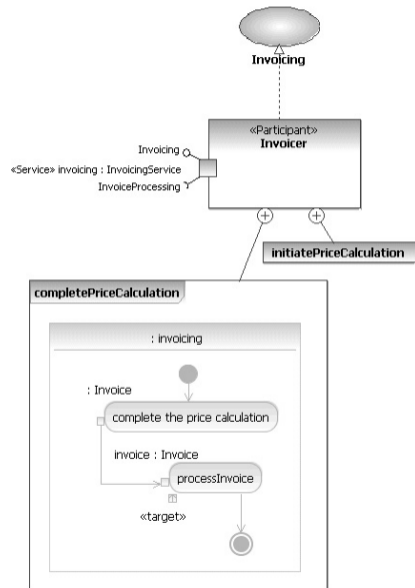 Invoicing
«Participant»
Invoicer
Invoicing
«Service» invoicing : InvoicingService
InvoiceProcessing
initiatePriceCalculation
completePriceCalculation
: invoicing
: Invoice
complete the price calculation
invoice : Invoice
processInvoice
«target»